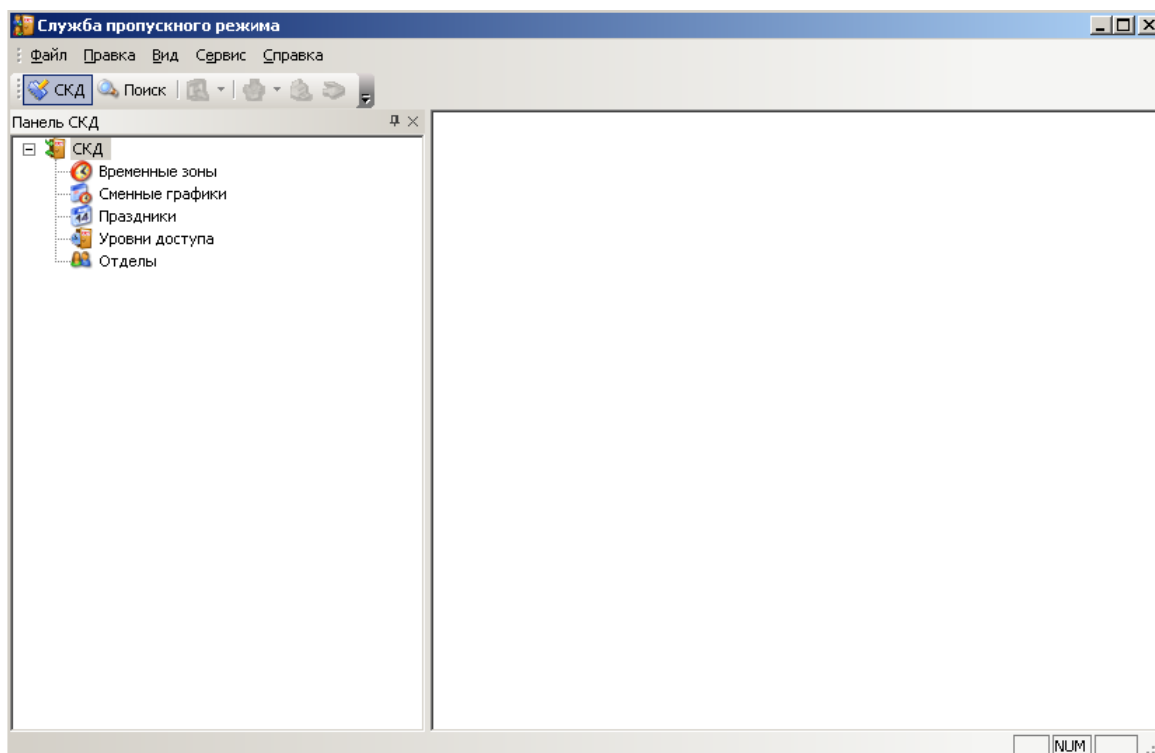 Служба пропускного режима
Файл Правка Вид Сервис Справка
СКД Поиск
Панель СКД
СКД
Временные зоны
Сменные графики
14
Праздники
Уровни доступа
Отделы
NUM